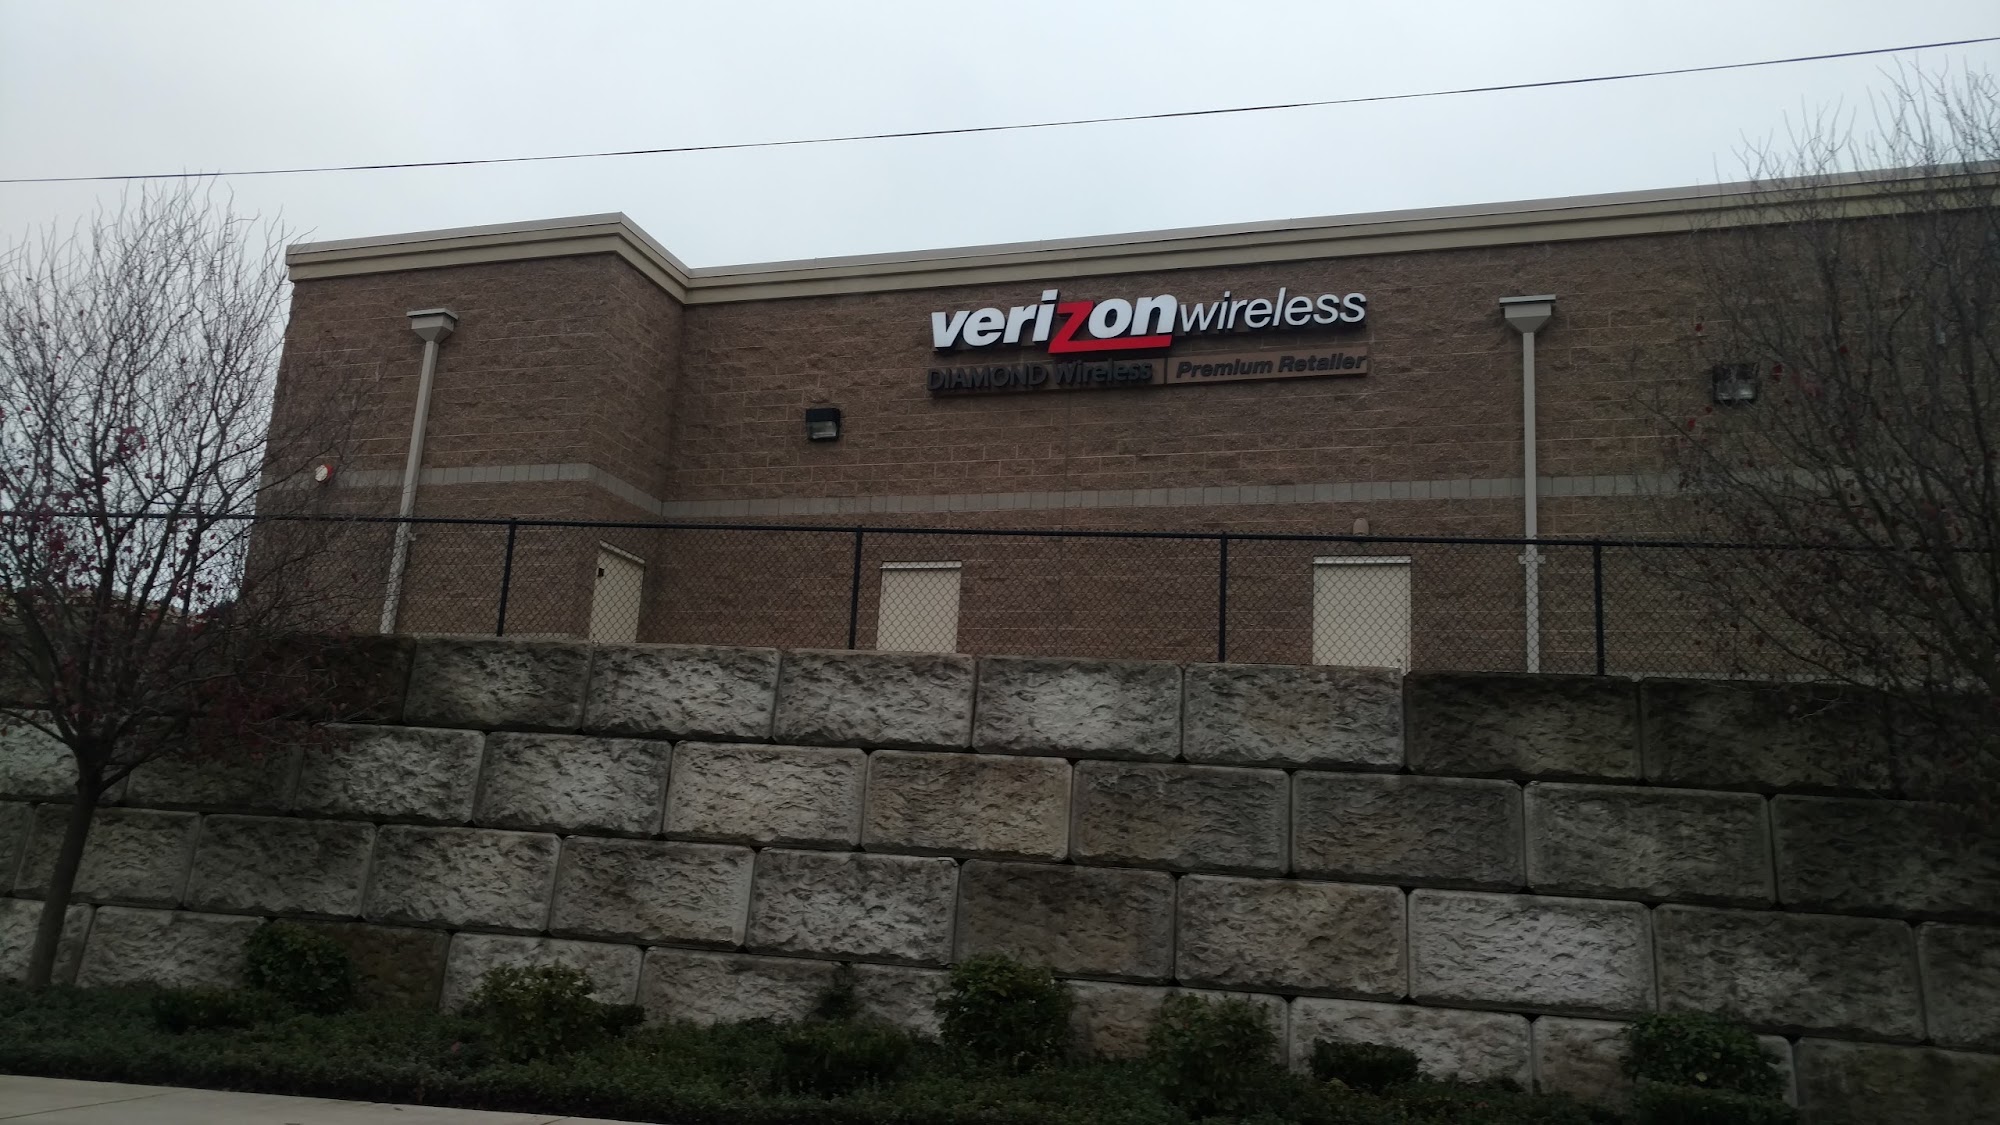 verizonwireless
DIAMOND Wireless | Premium Retailer